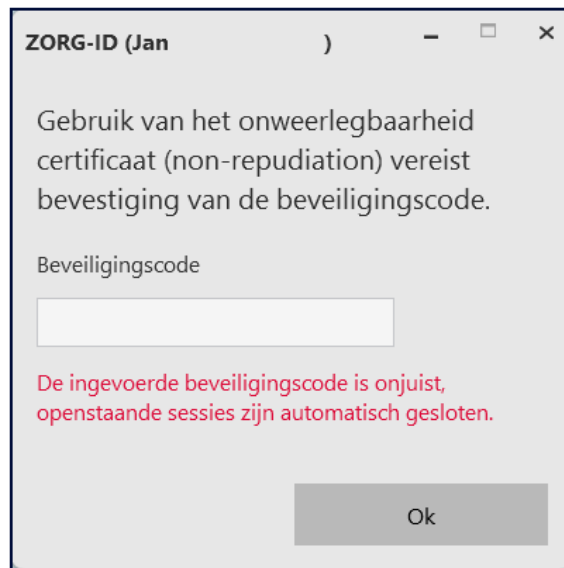 ZORG-ID (Jan )
Gebruik van het onweerlegbaarheid
certificaat (non-repudiation) vereist
bevestiging van de beveiligingscode.
Beveiligingscode
De ingevoerde beveiligingscode is onjuist,
openstaande sessies zijn automatisch gesloten.
Ok